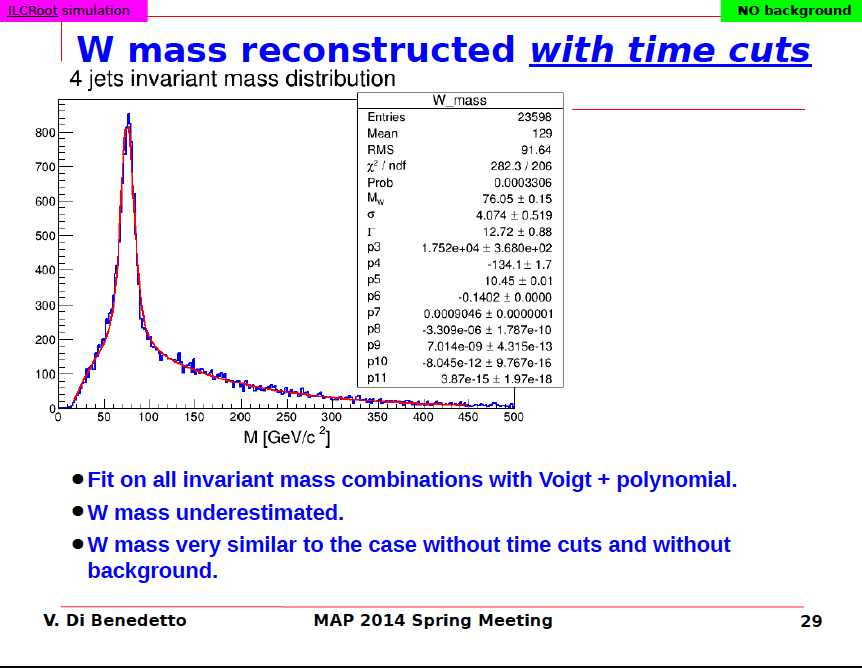 ILCRoot simulation
NO background
W mass reconstructed with time cuts
4 jets invariant mass distribution
W_mass
Entries 23598
Mean 129
RMS 91.64
χ² / ndf 282.3 / 206
Prob 0.0003306
Mw 76.05 ± 0.15
σ 4.074 ± 0.519
Γ 12.72 ± 0.88
p3 1.752e+04 ± 3.680e+02
p4 -134.1 ± 1.7
p5 10.45 ± 0.01
p6 -0.1402 ± 0.0000
p7 0.0009046 ± 0.0000001
p8 -3.309e-06 ± 1.787e-10
p9 7.014e-09 ± 4.315e-13
p10 -8.045e-12 ± 9.767e-16
p11 3.87e-15 ± 1.97e-18
800
700
600
500
400
300
200
100
0
0 50 100 150 200 250 300 350 400 450 500
M [GeV/c ²]
● Fit on all invariant mass combinations with Voigt + polynomial.
● W mass underestimated.
● W mass very similar to the case without time cuts and without
background.
V. Di Benedetto MAP 2014 Spring Meeting 29